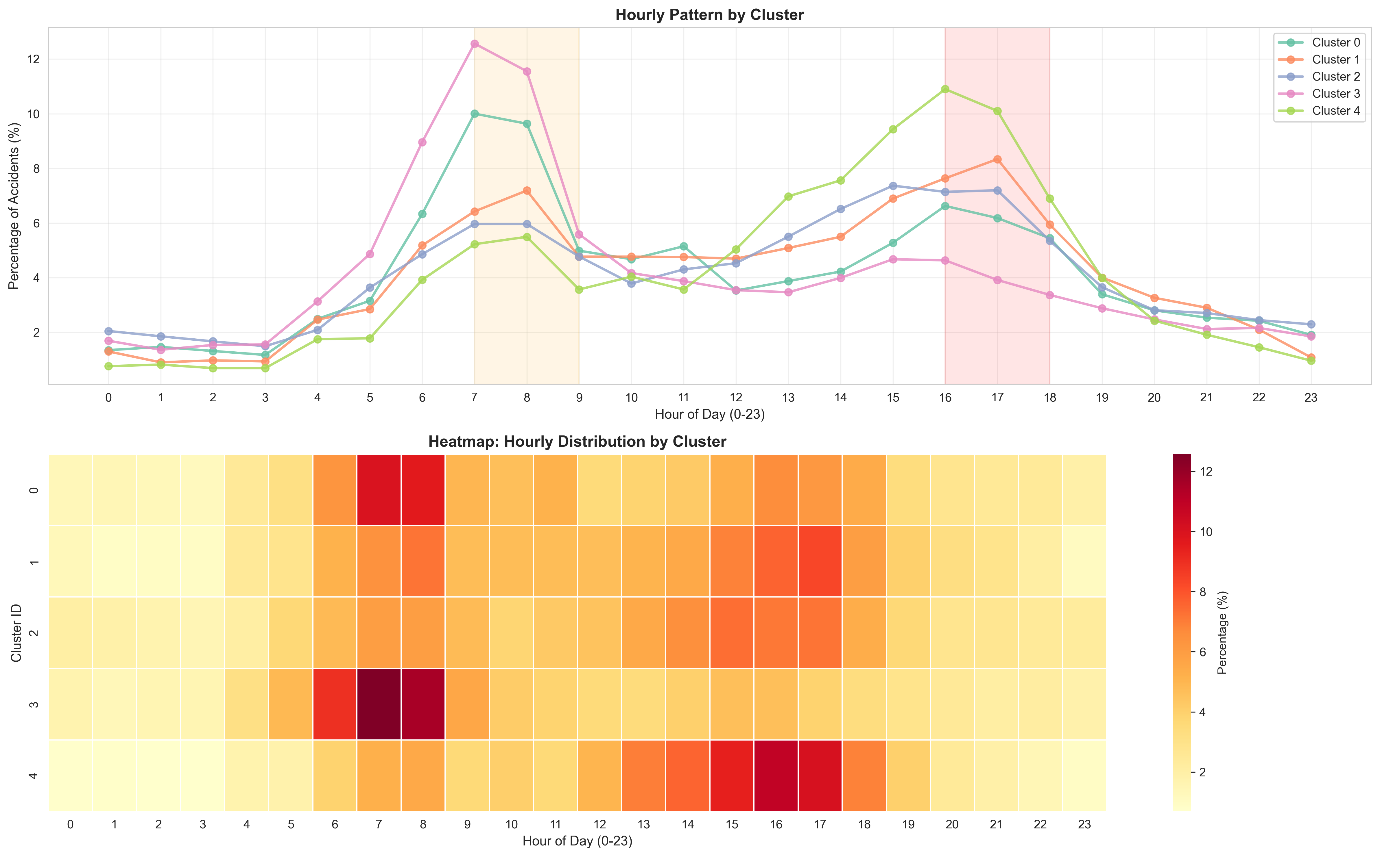 Hourly Pattern by Cluster
Percentage of Accidents (%)
12
10
8
6
4
2
Cluster 0
Cluster 1
Cluster 2
Cluster 3
Cluster 4
0 1 2 3 4 5 6 7 8 9 10 11 12 13 14 15 16 17 18 19 20 21 22 23
Hour of Day (0-23)
Heatmap: Hourly Distribution by Cluster
Cluster ID
0
1
2
3
4
0 1 2 3 4 5 6 7 8 9 10 11 12 13 14 15 16 17 18 19 20 21 22 23
Hour of Day (0-23)
12
10
8
6
4
2
Percentage (%)